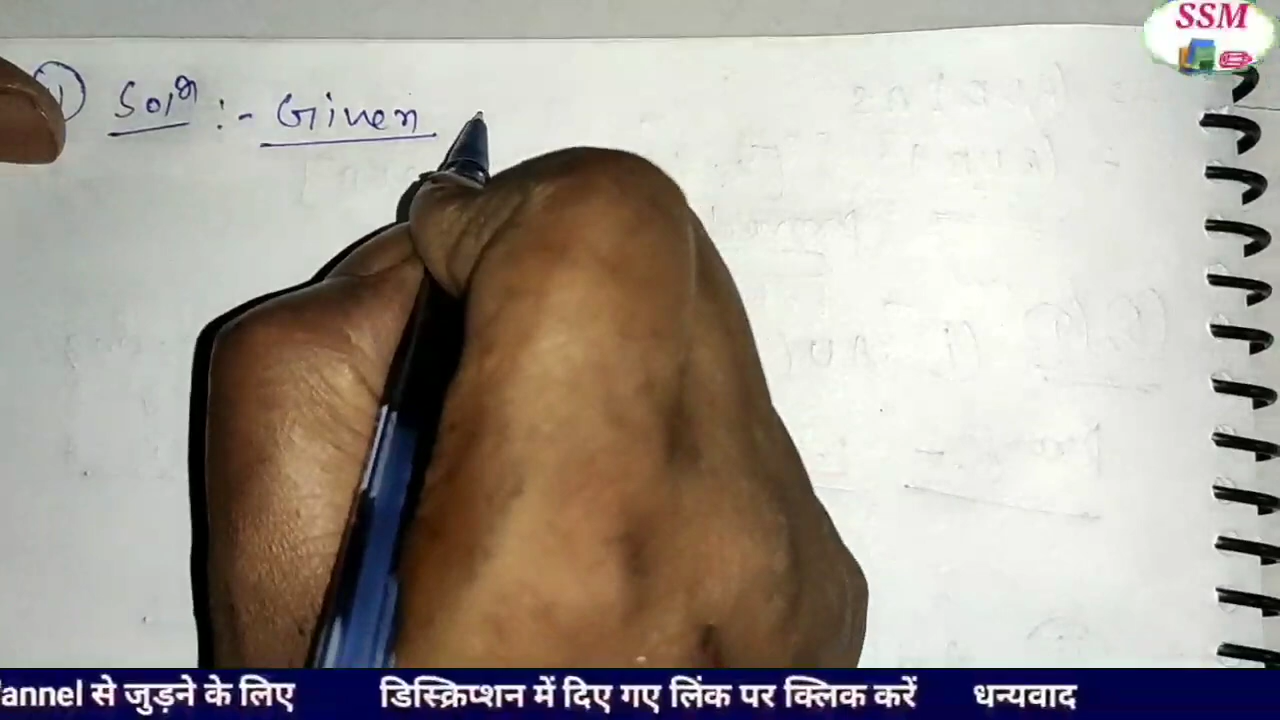 SSM
① Solⁿ :- Given
annel से जुड़ने के लिए डिस्क्रिप्शन में दिए गए लिंक पर क्लिक करें धन्यवाद